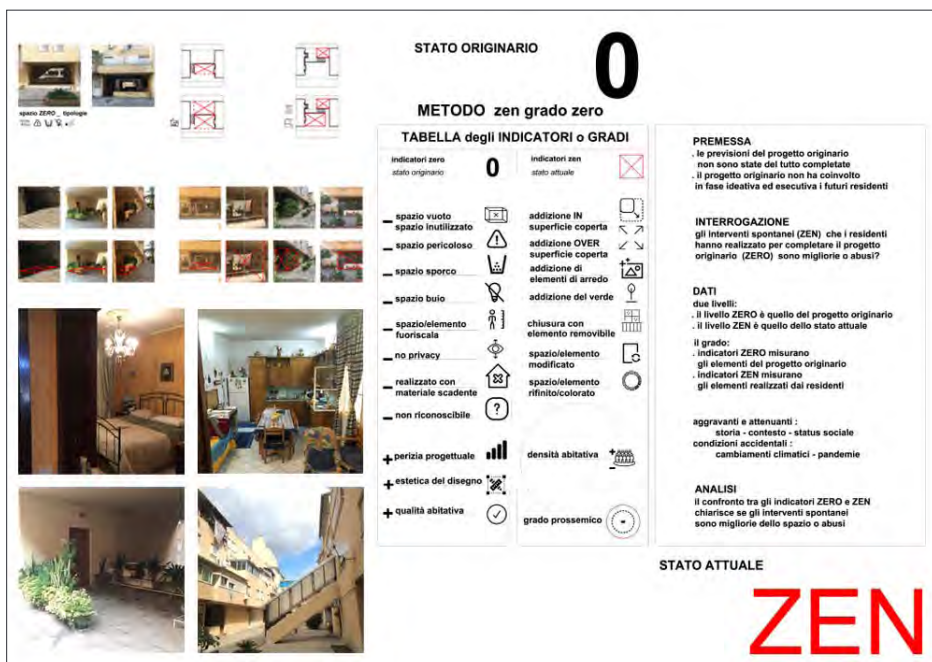 STATO ORIGINARIO
0
spazio ZERO _ tipologie
METODO zen grado zero
TABELLA degli INDICATORI o GRADI
indicatori zero
stato originario
0
indicatori zen
stato attuale
spazio vuoto
spazio inutilizzato
spazio pericoloso
spazio sporco
spazio buio
spazio/elemento
fuoriscala
no privacy
realizzato con
materiale scadente
non riconoscibile
+ perizia progettuale
+ estetica del disegno
+ qualità abitativa
addizione IN
superficie coperta
addizione OVER
superficie coperta
addizione di
elementi di arredo
addizione del verde
chiusura con
elemento removibile
spazio/elemento
modificato
spazio/elemento
rifinito/colorato
densità abitativa
grado prossemico
PREMESSA
. le previsioni del progetto originario
non sono state del tutto completate
. il progetto originario non ha coinvolto
in fase ideativa ed esecutiva i futuri residenti
INTERROGAZIONE
gli interventi spontanei (ZEN) che i residenti
hanno realizzato per completare il progetto
originario (ZERO) sono migliorie o abusi?
DATI
due livelli:
. il livello ZERO è quello del progetto originario
. il livello ZEN è quello dello stato attuale
il grado:
. indicatori ZERO misurano
gli elementi del progetto originario
. indicatori ZEN misurano
gli elementi realizzati dai residenti
aggravanti e attenuanti :
storia - contesto - status sociale
condizioni accidentali :
cambiamenti climatici - pandemie
ANALISI
il confronto tra gli indicatori ZERO e ZEN
chiarisce se gli interventi spontanei
sono migliorie dello spazio o abusi
STATO ATTUALE
ZEN